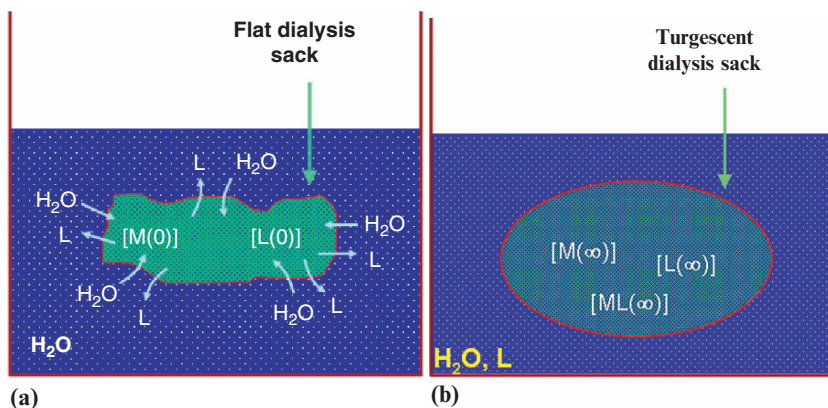 Flat dialysis
sack
L
H₂O
H₂O
L
[M(0)]
[L(0)]
H₂O
L
H₂O
L
H₂O
L
H₂O
(a)
Turgescent
dialysis sack
[M(∞)]
[L(∞)]
[ML(∞)]
H₂O, L
(b)